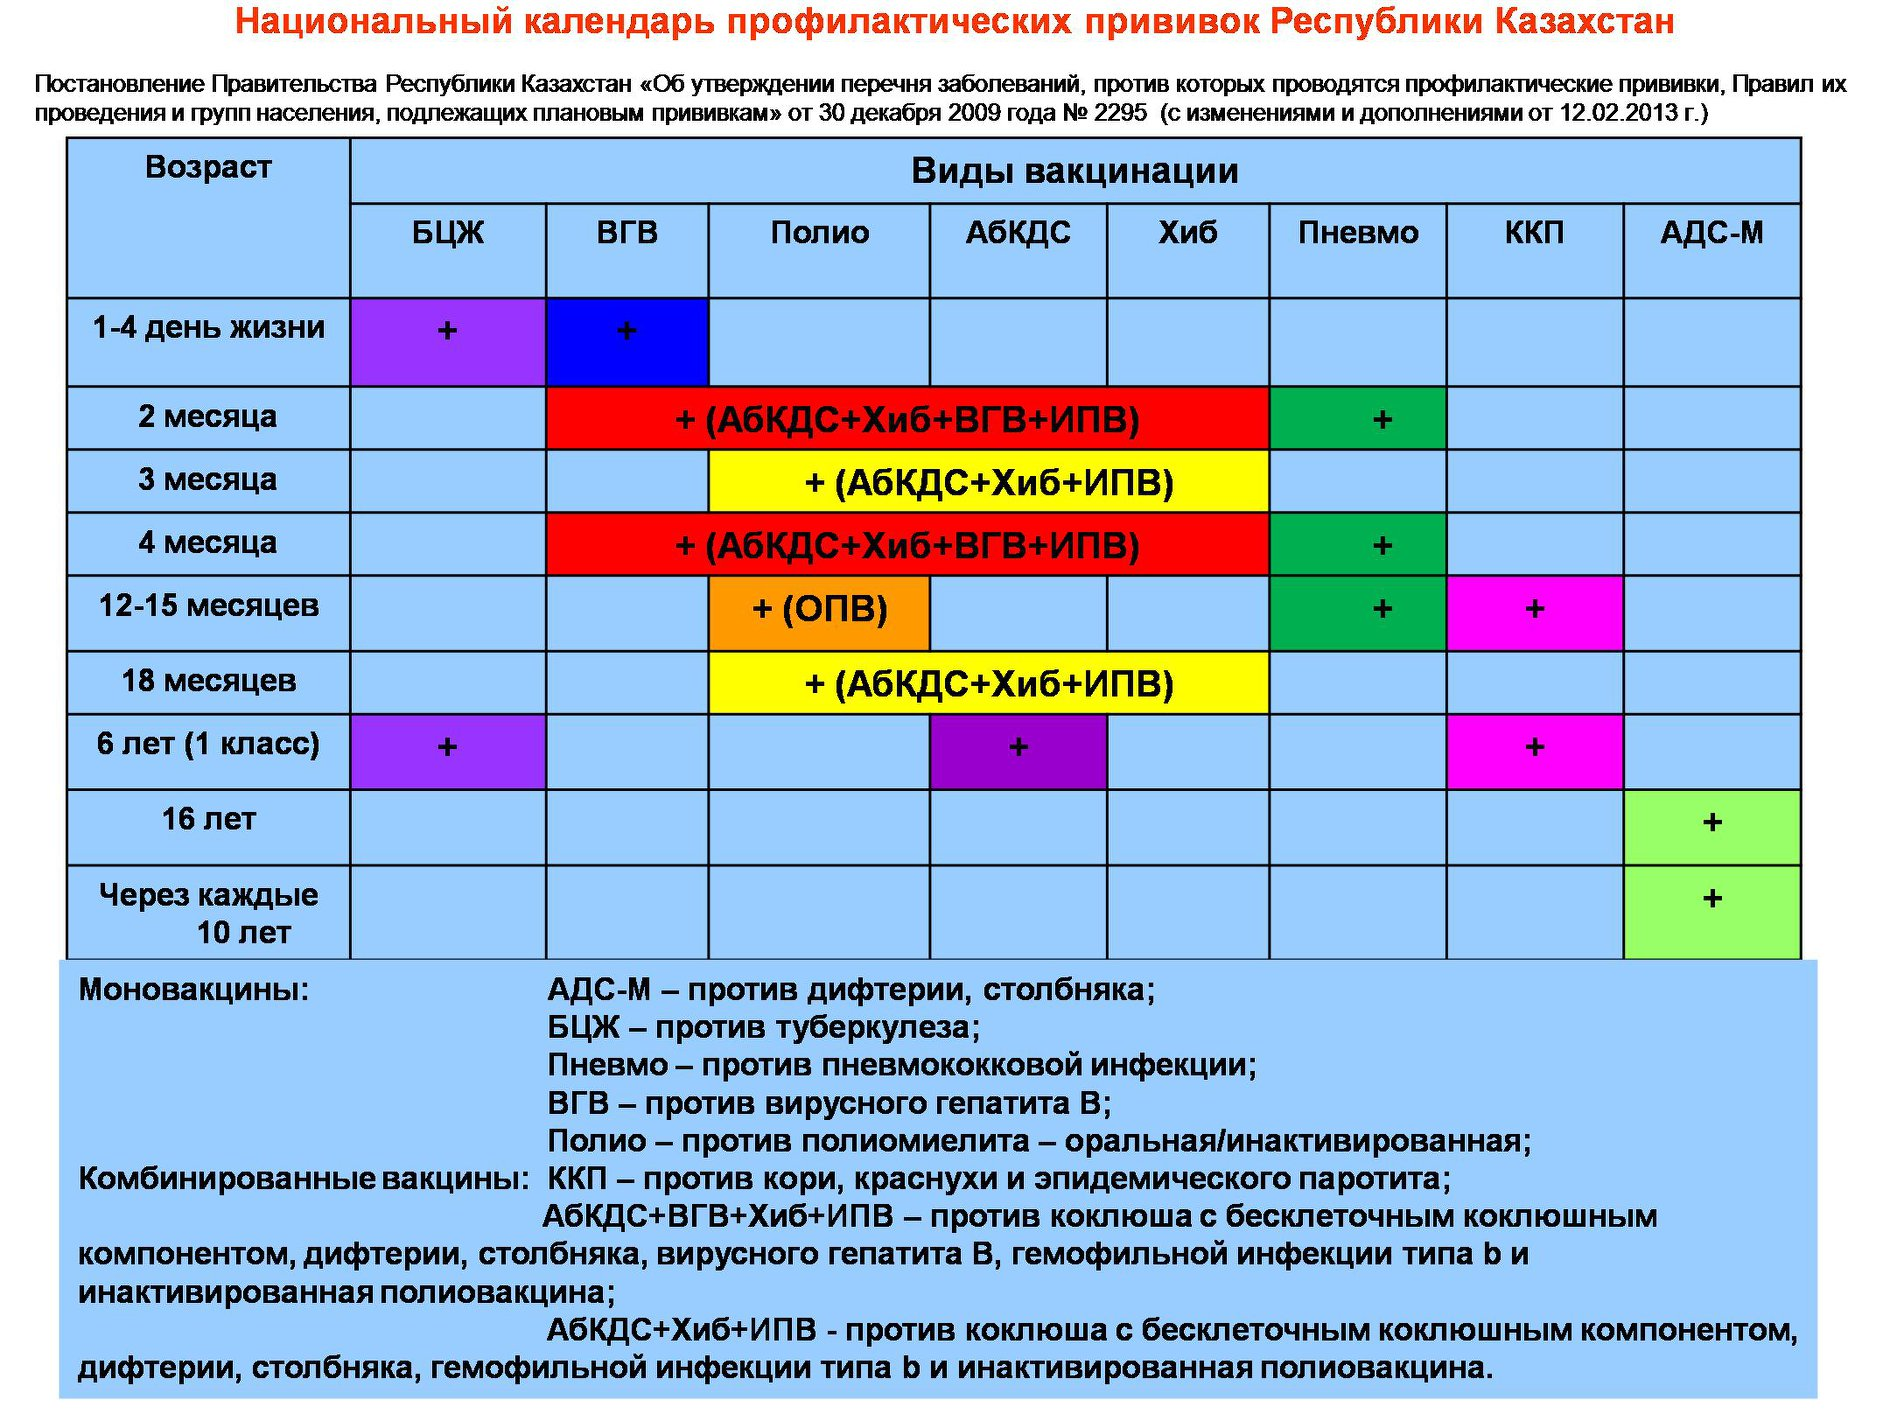 Национальный календарь профилактических прививок Республики Казахстан
Постановление Правительства Республики Казахстан «Об утверждении перечня заболеваний, против которых проводятся профилактические прививки, Правил их
проведения и групп населения, подлежащих плановым прививкам» от 30 декабря 2009 года № 2295 (с изменениями и дополнениями от 12.02.2013 г.)
Возраст Виды вакцинации
БЦЖ ВГВ Полио АбКДС Хиб Пневмо ККП АДС-М
1-4 день жизни + +
2 месяца + (АбКДС+Хиб+ВГВ+ИПВ) +
3 месяца + (АбКДС+Хиб+ИПВ)
4 месяца + (АбКДС+Хиб+ВГВ+ИПВ) +
12-15 месяцев + (ОПВ) + +
18 месяцев + (АбКДС+Хиб+ИПВ)
6 лет (1 класс) + + +
16 лет +
Через каждые +
10 лет
Моновакцины: АДС-М – против дифтерии, столбняка;
БЦЖ – против туберкулеза;
Пневмо – против пневмококковой инфекции;
ВГВ – против вирусного гепатита В;
Полио – против полиомиелита – оральная/инактивированная;
Комбинированные вакцины: ККП – против кори, краснухи и эпидемического паротита;
АбКДС+ВГВ+Хиб+ИПВ – против коклюша с бесклеточным коклюшным
компонентом, дифтерии, столбняка, вирусного гепатита В, гемофильной инфекции типа b и
инактивированная полиовакцина;
АбКДС+Хиб+ИПВ - против коклюша с бесклеточным коклюшным компонентом,
дифтерии, столбняка, гемофильной инфекции типа b и инактивированная полиовакцина.